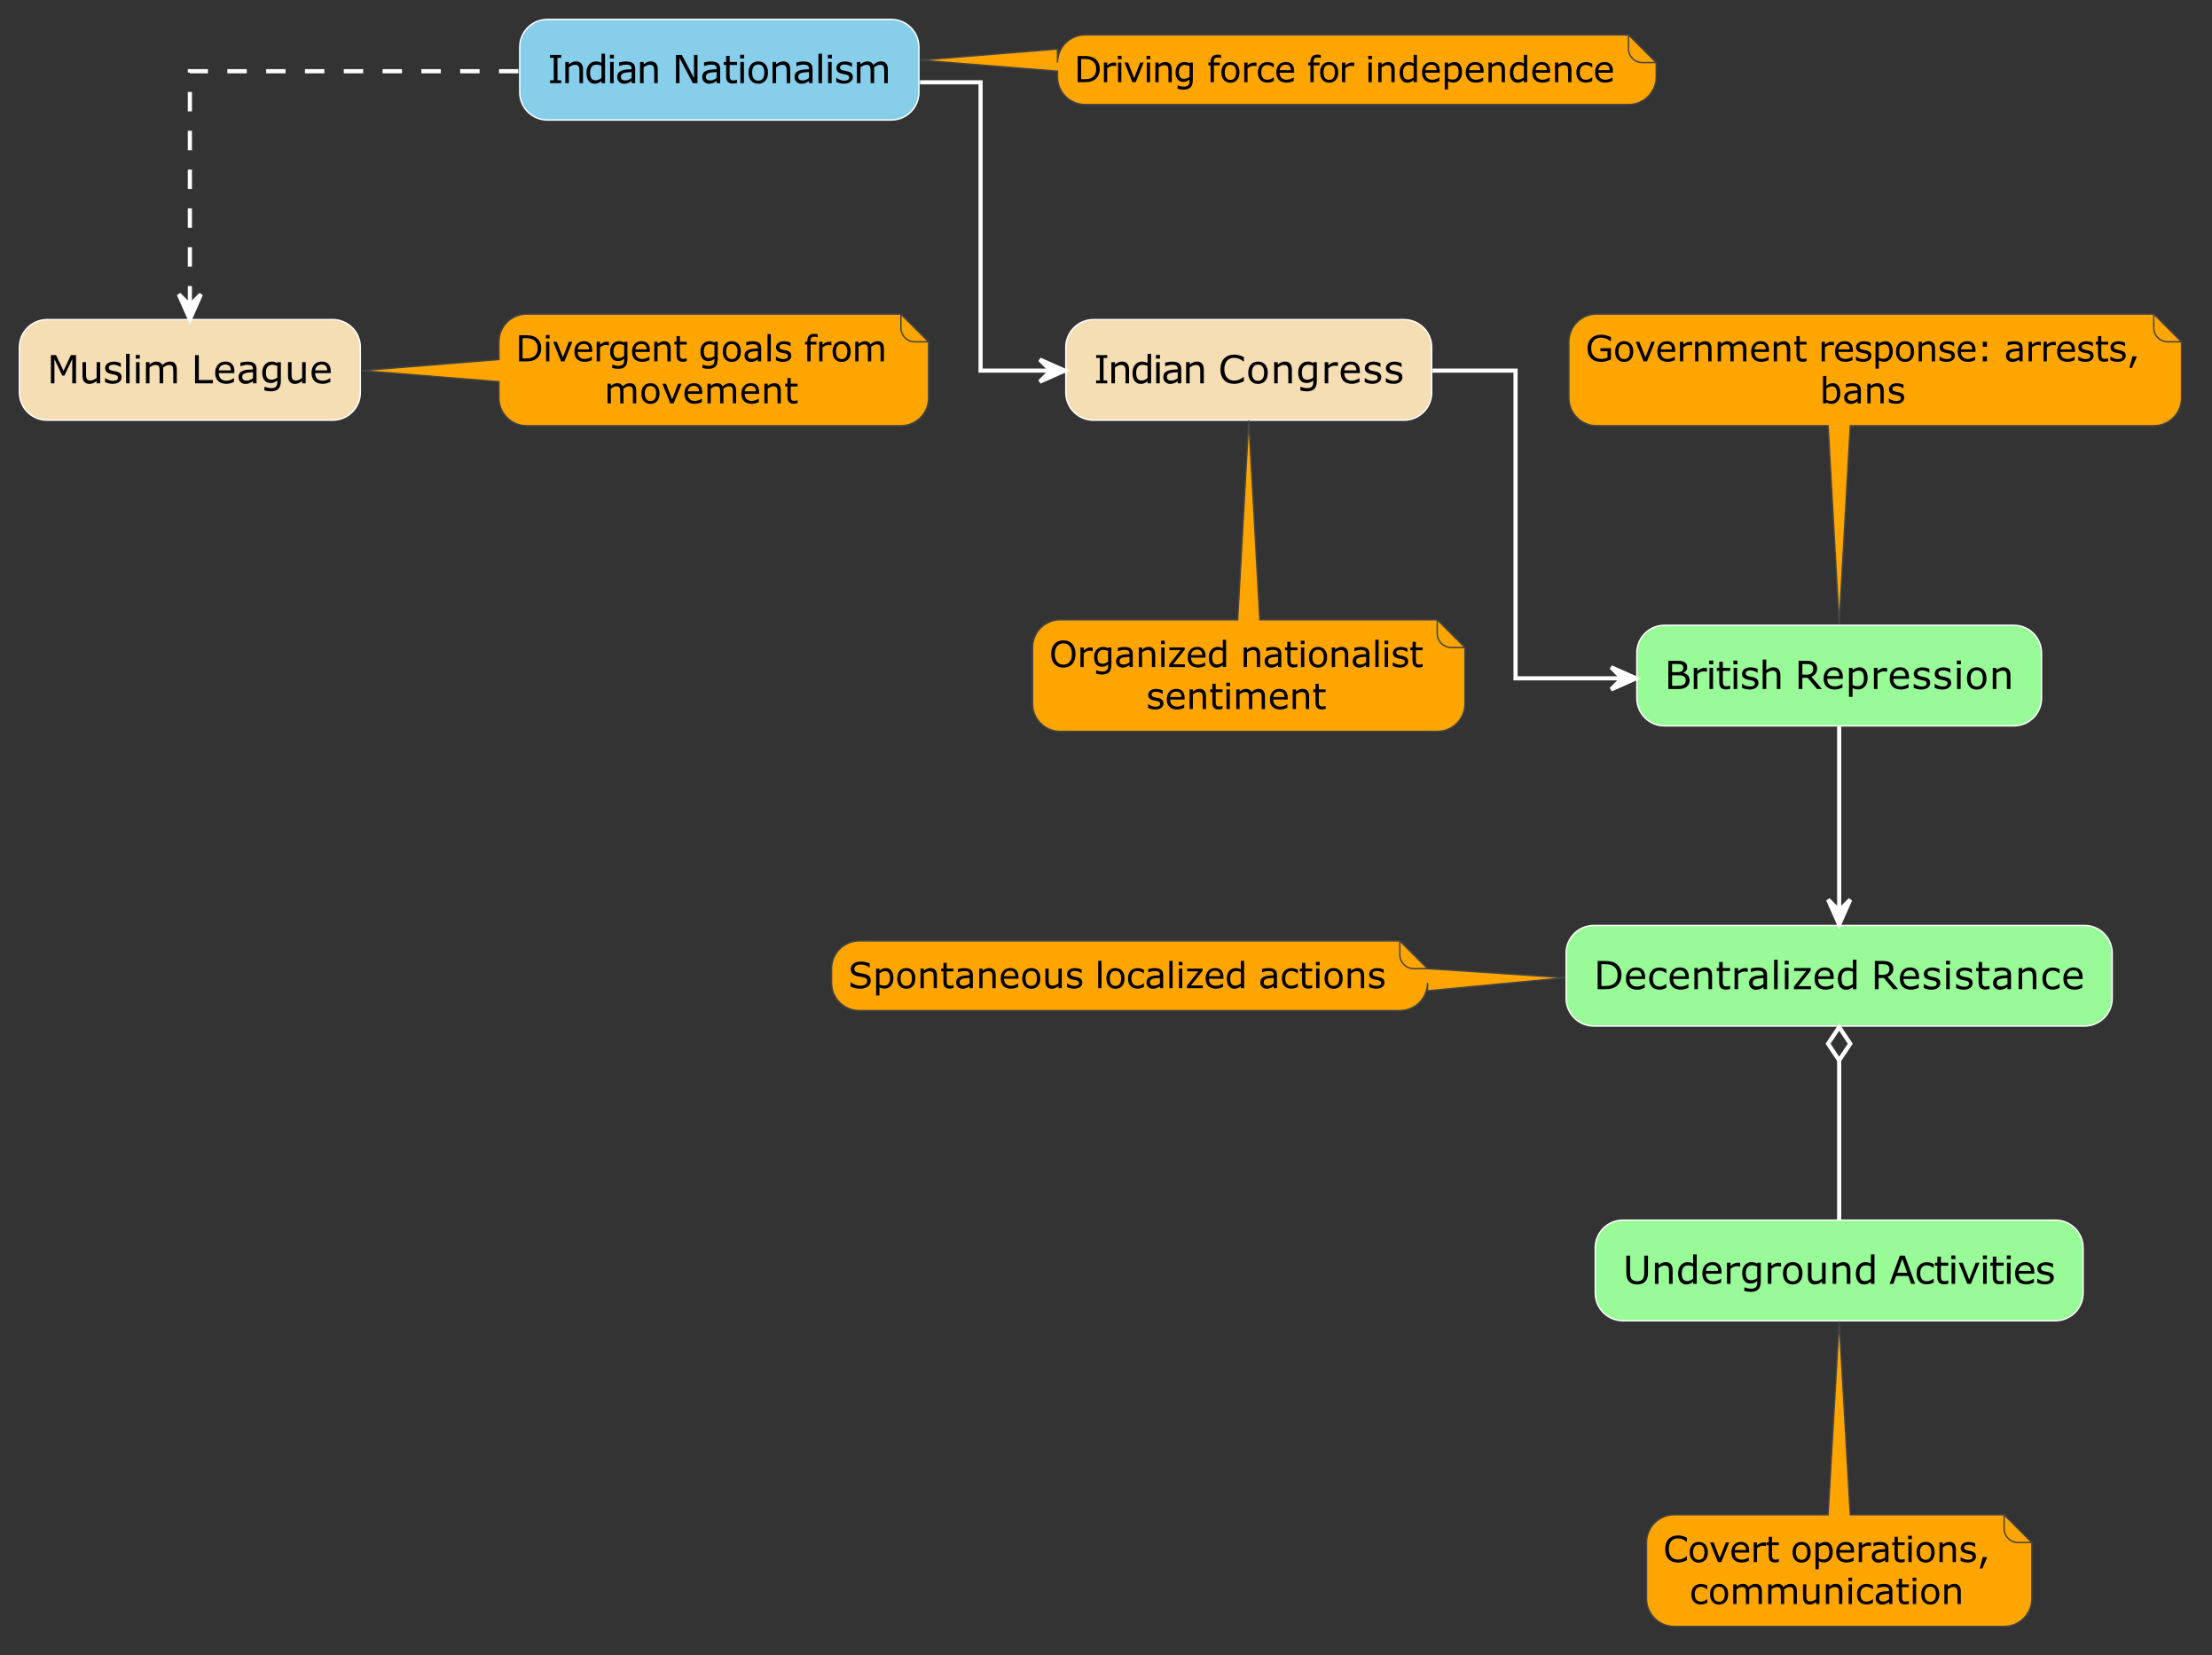 Indian Nationalism
Driving force for independence
Muslim League
Divergent goals from
movement
Indian Congress
Government response: arrests,
bans
Organized nationalist
sentiment
British Repression
Spontaneous localized actions
Decentralized Resistance
Underground Activities
Covert operations,
communication